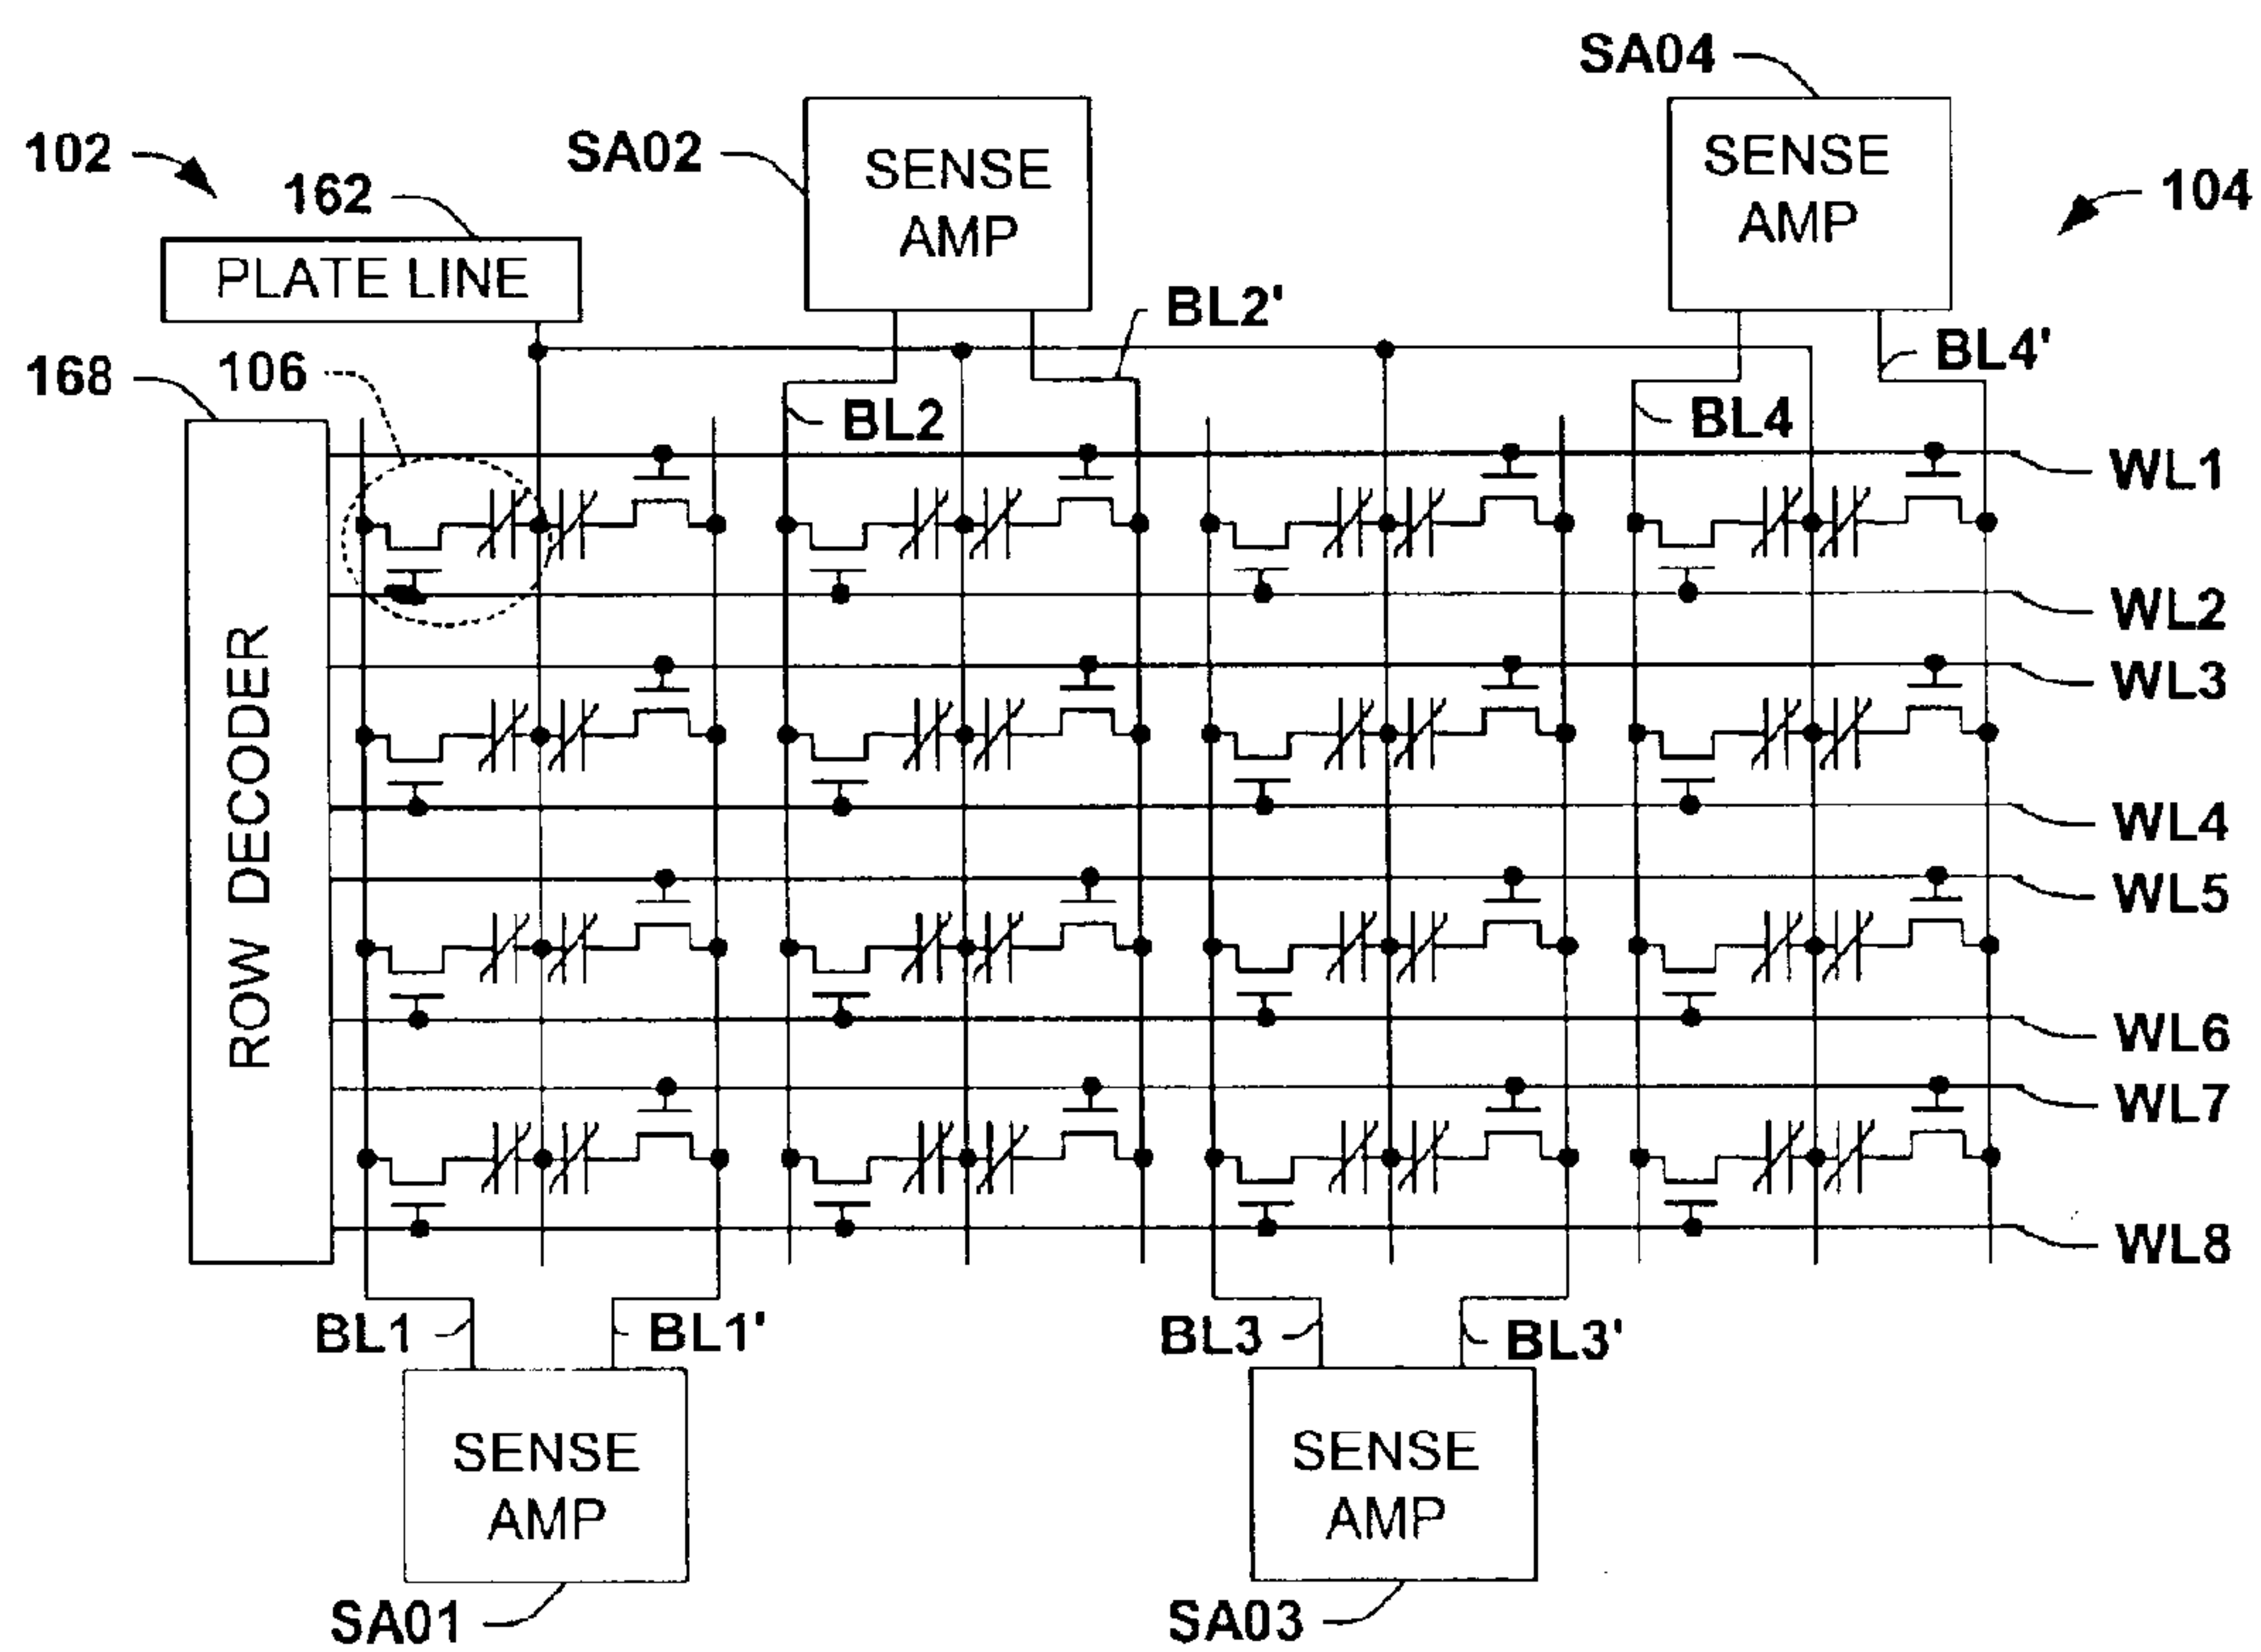 SA04
102
SA02
SENSE
AMP
SENSE
AMP
104
162
PLATE LINE
BL2'
BL4'
168
106
BL2
BL4
WL1
WL2
WL3
WL4
WL5
WL6
WL7
WL8
ROW DECODER
BL1
BL1'
BL3
BL3'
SENSE
AMP
SENSE
AMP
SA01
SA03